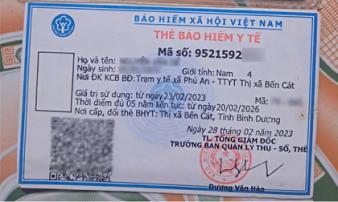 BẢO HIỂM XÃ HỘI VIỆT NAM
THẺ BẢO HIỂM Y TẾ
Mã số: 9521592
Họ và tên:
Ngày sinh: Giới tính: Nam 4
Nơi ĐK KCB BĐ: Trạm y tế xã Phú An - TTYT Thị xã Bến Cát
Giá trị sử dụng: từ ngày 23/02/2023 Mã:
Thời điểm đủ 05 năm liên tục: từ ngày 20/02/2026
Nơi cấp, đổi thẻ BHYT: Thị xã Bến Cát, Tỉnh Bình Dương
Ngày 28 tháng 02 năm 2023
TL. TỔNG GIÁM ĐỐC
TRƯỞNG BAN QUẢN LÝ THU - SỔ, THẺ
Dương Văn Hào